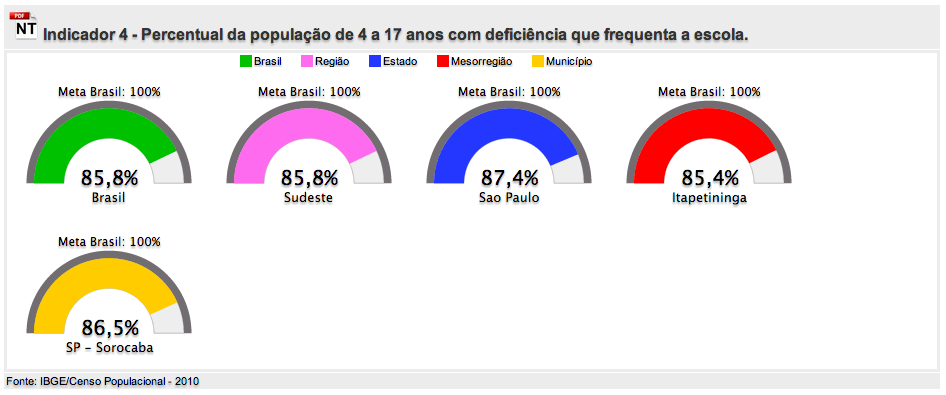 PDF
NT
Indicador 4 - Percentual da população de 4 a 17 anos com deficiência que frequenta a escola.
Brasil Região Estado Mesorregião Município
Meta Brasil: 100% Meta Brasil: 100% Meta Brasil: 100% Meta Brasil: 100%
85,8% 85,8% 87,4% 85,4%
Brasil Sudeste Sao Paulo Itapetininga
Meta Brasil: 100%
86,5%
SP - Sorocaba
Fonte: IBGE/Censo Populacional - 2010